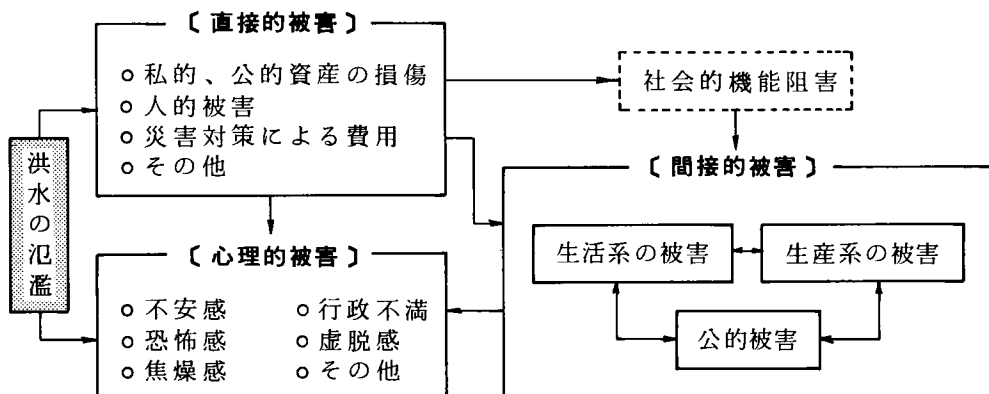 〔直接的被害〕
○私的、公的資産の損傷
○人的被害
○災害対策による費用
○その他
社会的機能阻害
洪水の氾濫
〔間接的被害〕
生活系の被害
生産系の被害
公的被害
〔心理的被害〕
○不安感 ○行政不満
○恐怖感 ○虚脱感
○焦燥感 ○その他